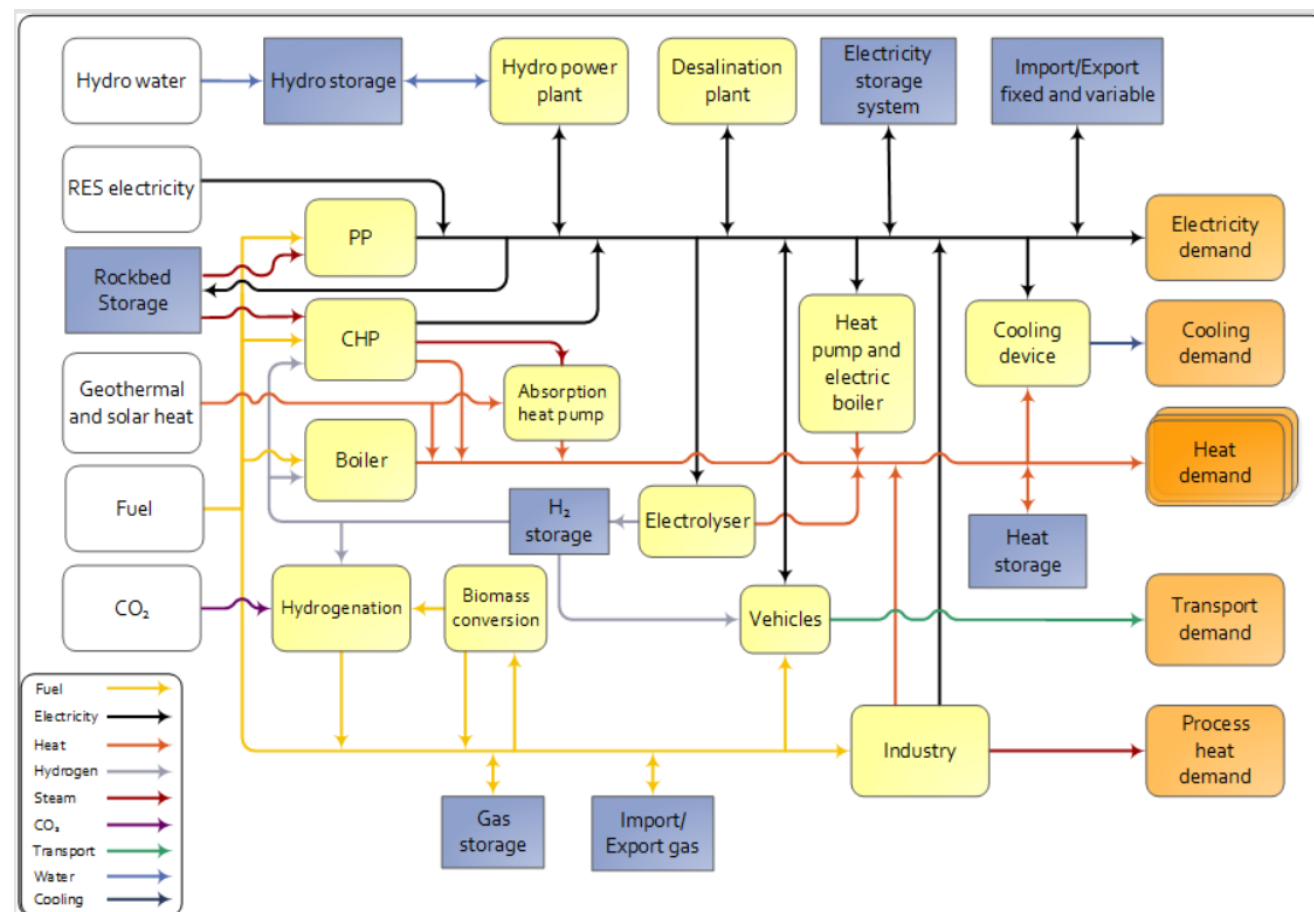 Hydro water
Hydro storage
Hydro power
plant
Desalination
plant
Electricity
storage
system
Import/Export
fixed and variable
RES electricity
PP
Electricity
demand
Rockbed
Storage
CHP
Heat
pump and
electric
boiler
Cooling
device
Cooling
demand
Geothermal
and solar heat
Absorption
heat pump
Boiler
Heat
demand
Fuel
H₂
storage
Electrolyser
Heat
storage
CO₂
Hydrogenation
Biomass
conversion
Vehicles
Transport
demand
Industry
Process
heat
demand
Gas
storage
Import/
Export gas
Fuel
Electricity
Heat
Hydrogen
Steam
CO₂
Transport
Water
Cooling